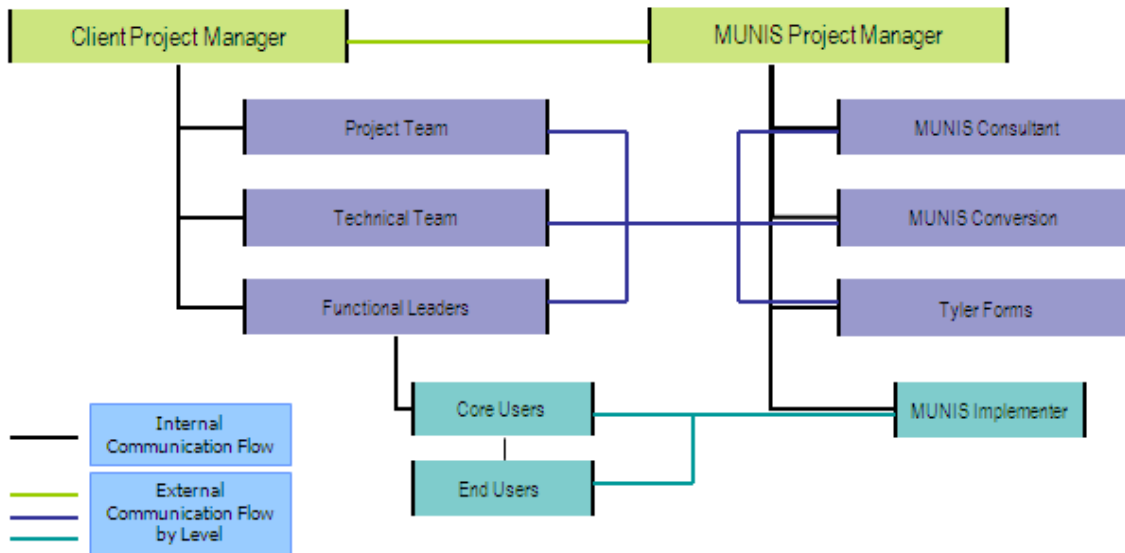 Client Project Manager
MUNIS Project Manager
Project Team
MUNIS Consultant
Technical Team
MUNIS Conversion
Functional Leaders
Tyler Forms
Core Users
MUNIS Implementer
End Users
Internal
Communication Flow
External
Communication Flow
by Level